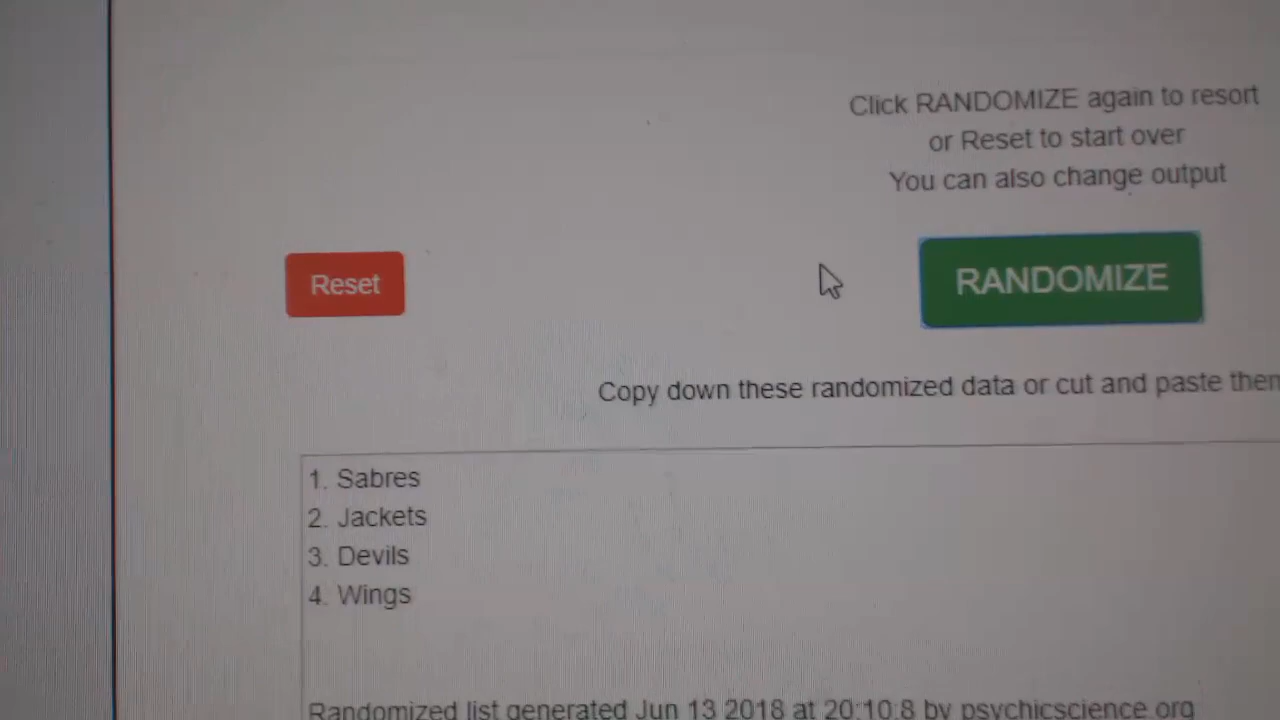 Click RANDOMIZE again to resort
or Reset to start over
You can also change output
Reset
RANDOMIZE
Copy down these randomized data or cut and paste
1. Sabres
2. Jackets
3. Devils
4. Wings
Randomized list generated Jun 13 2018 at 20:10:8 by psychicscience.org